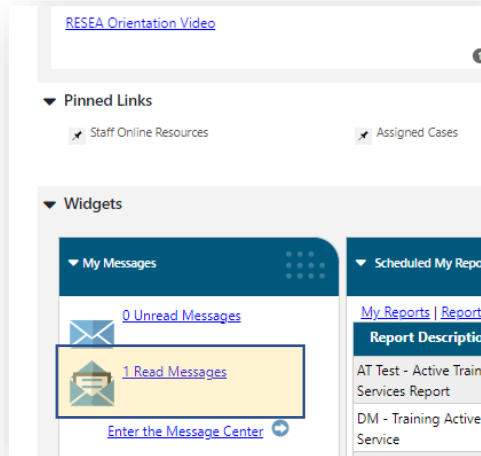 RESEA Orientation Video
Pinned Links
Staff Online Resources
Assigned Cases
Widgets
My Messages
0 Unread Messages
1 Read Messages
Enter the Message Center
Scheduled My Repo
My Reports | Report
Report Descriptio
AT Test - Active Train
Services Report
DM - Training Active
Service